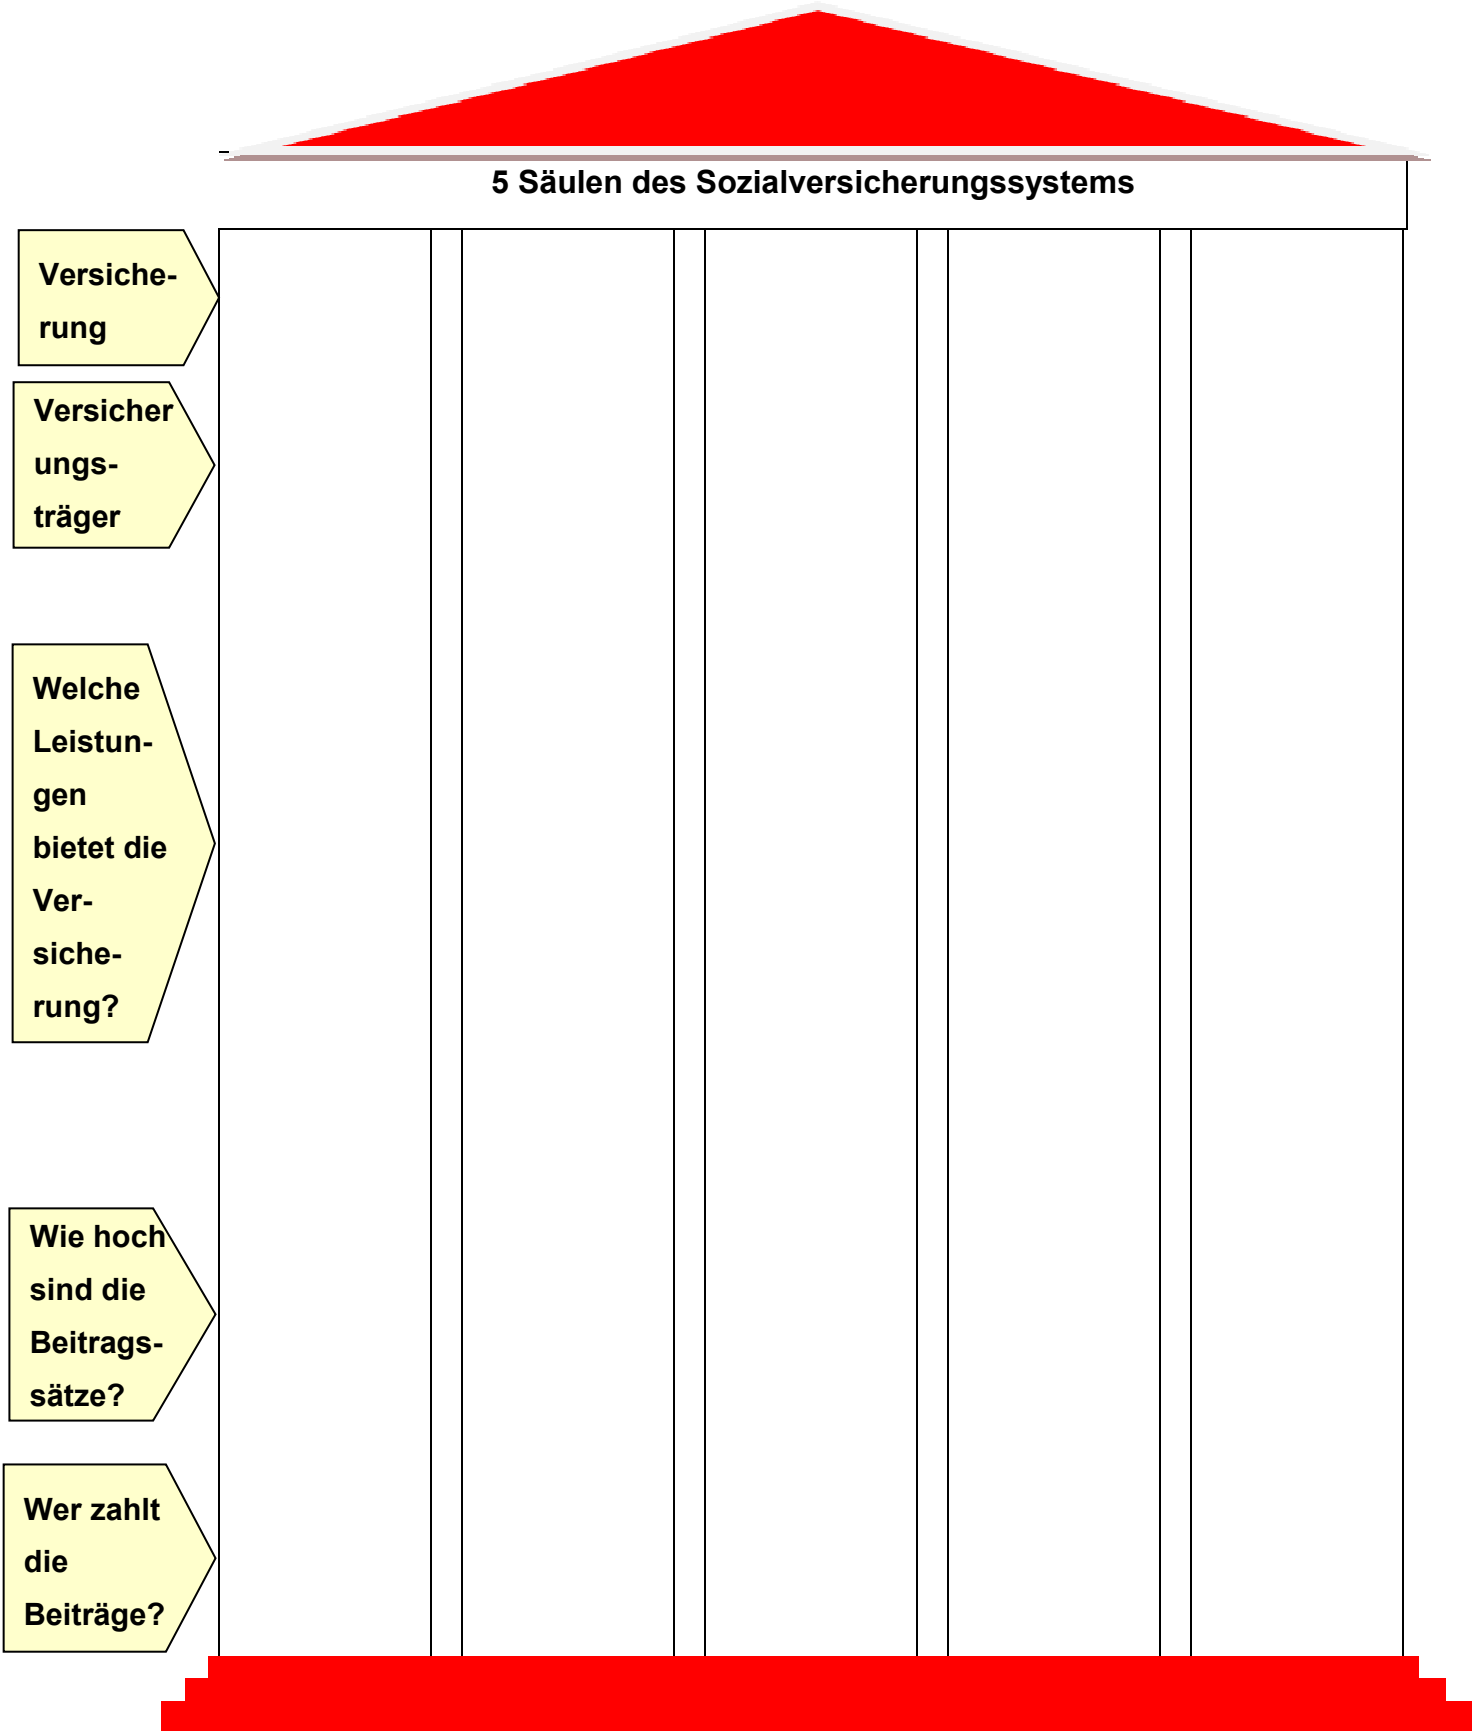 5 Säulen des Sozialversicherungssystems
Versiche-
rung
Versicher
ungs-
träger
Welche
Leistun-
gen
bietet die
Ver-
siche-
rung?
Wie hoch
sind die
Beitrags-
sätze?
Wer zahlt
die
Beiträge?